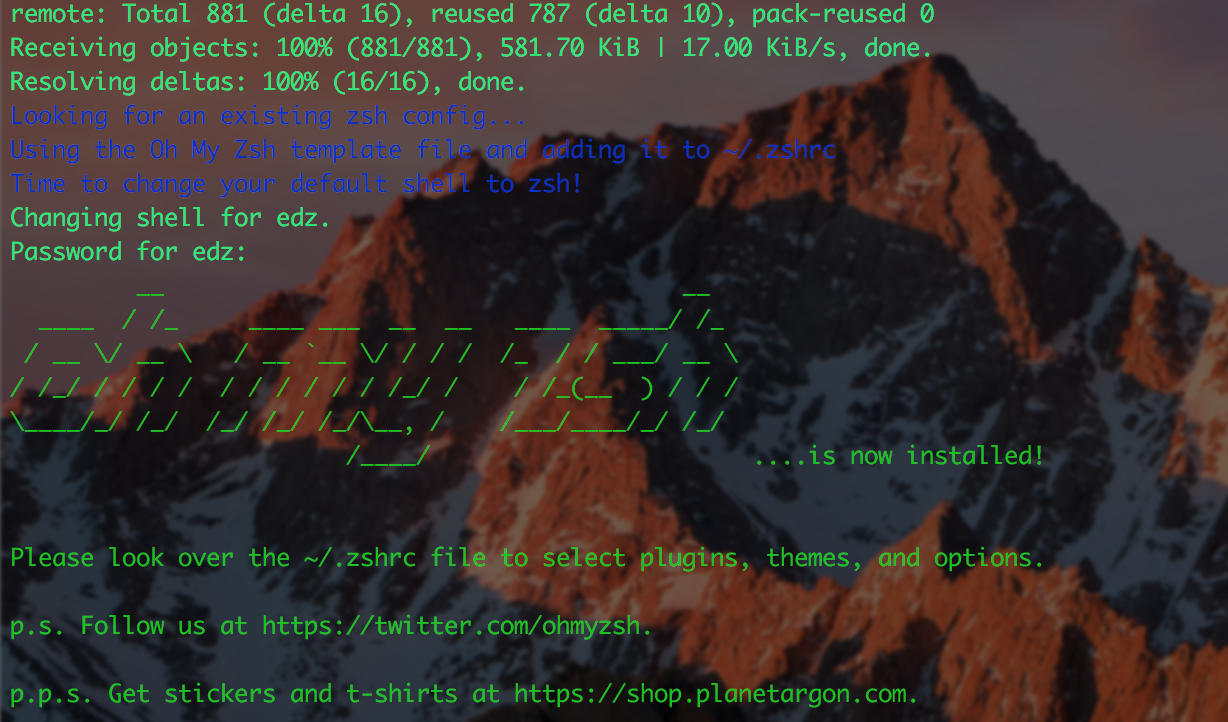 remote: Total 881 (delta 16), reused 787 (delta 10), pack-reused 0
Receiving objects: 100% (881/881), 581.70 KiB | 17.00 KiB/s, done.
Resolving deltas: 100% (16/16), done.
Looking for an existing zsh config...
Using the Oh My Zsh template file and adding it to ~/.zshrc
Time to change your default shell to zsh!
Changing shell for edz.
Password for edz:
         __                                     __
  ____  / /_     ____ ___  __  __   ____  _____/ /_
 / __ \/ __ \   / __ `__ \/ / / /  /_  / / ___/ __ \
/ /_/ / / / /  / / / / / / /_/ /    / /_(__  ) / / /
\____/_/ /_/  /_/ /_/ /_/\__, /    /___/____/_/ /_/
                        /____/                       ....is now installed!
Please look over the ~/.zshrc file to select plugins, themes, and options.
p.s. Follow us at https://twitter.com/ohmyzsh.
p.p.s. Get stickers and t-shirts at https://shop.planetargon.com.